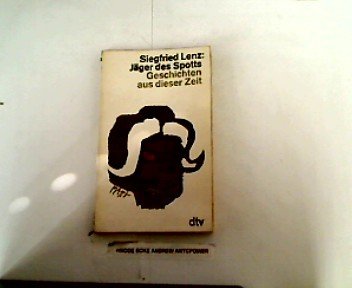 Siegfried Lenz:
Jäger des Spotts
Geschichten
aus dieser Zeit
dtv